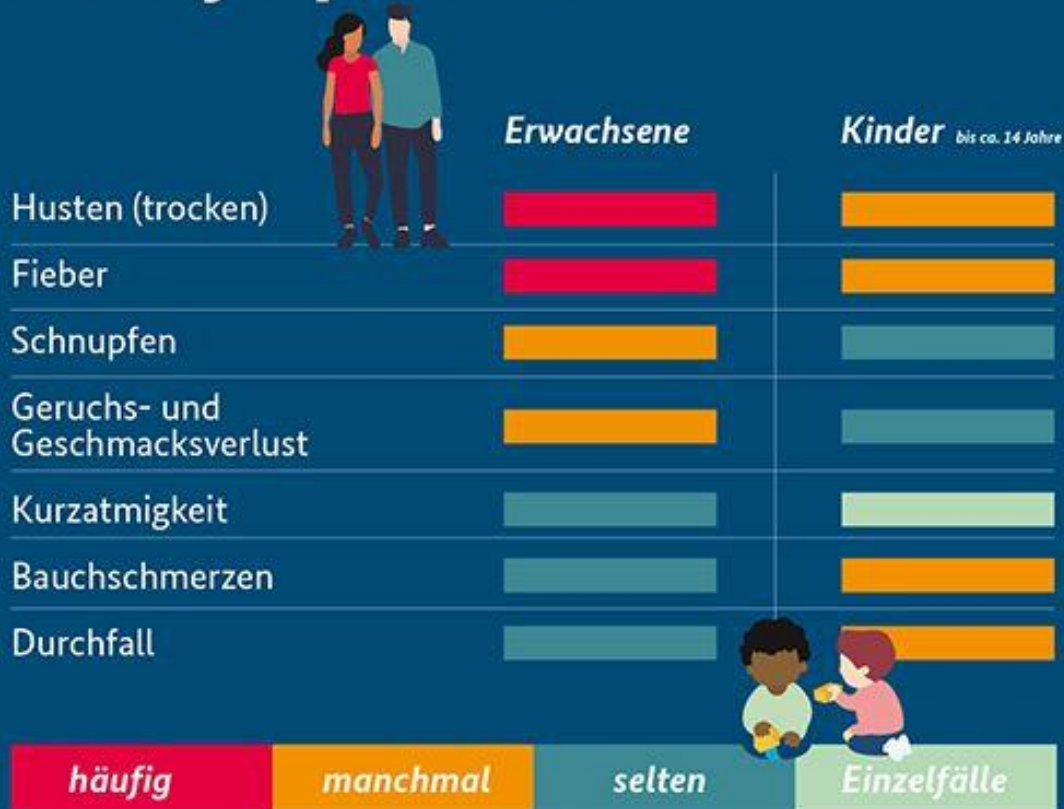 Erwachsene
Kinder bis ca. 14 Jahre
Husten (trocken)
Fieber
Schnupfen
Geruchs- und
Geschmacksverlust
Kurzatmigkeit
Bauchschmerzen
Durchfall
häufig
manchmal
selten
Einzelfälle